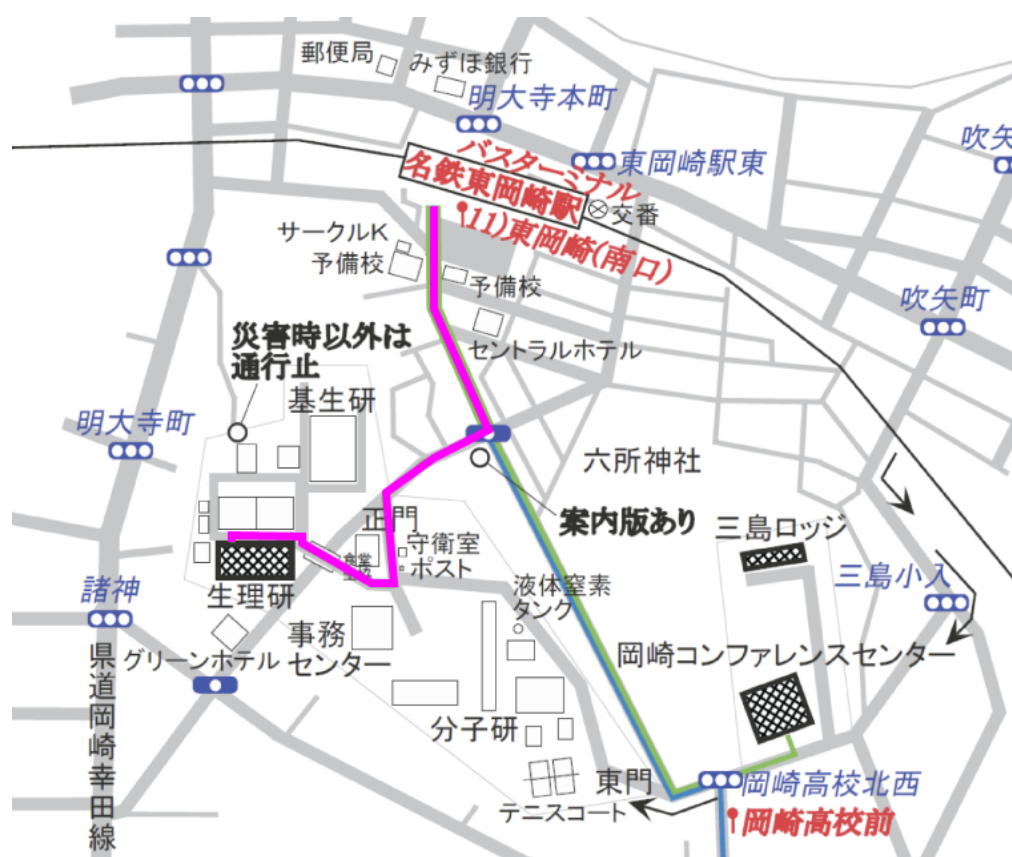 郵便局
みずほ銀行
明大寺本町
バスターミナル
名鉄東岡崎駅
東岡崎駅東
吹矢
交番
11)東岡崎(南口)
サークルK
予備校
予備校
セントラルホテル
吹矢町
災害時以外は
通行止
基生研
明大寺町
六所神社
案内版あり
正門
守衛室
ポスト
三島ロッジ
液体窒素
タンク
三島小入
諸神
生理研
事務
センター
グリーンホテル
岡崎コンファレンスセンター
県道岡崎幸田線
分子研
東門
テニスコート
岡崎高校北西
岡崎高校前